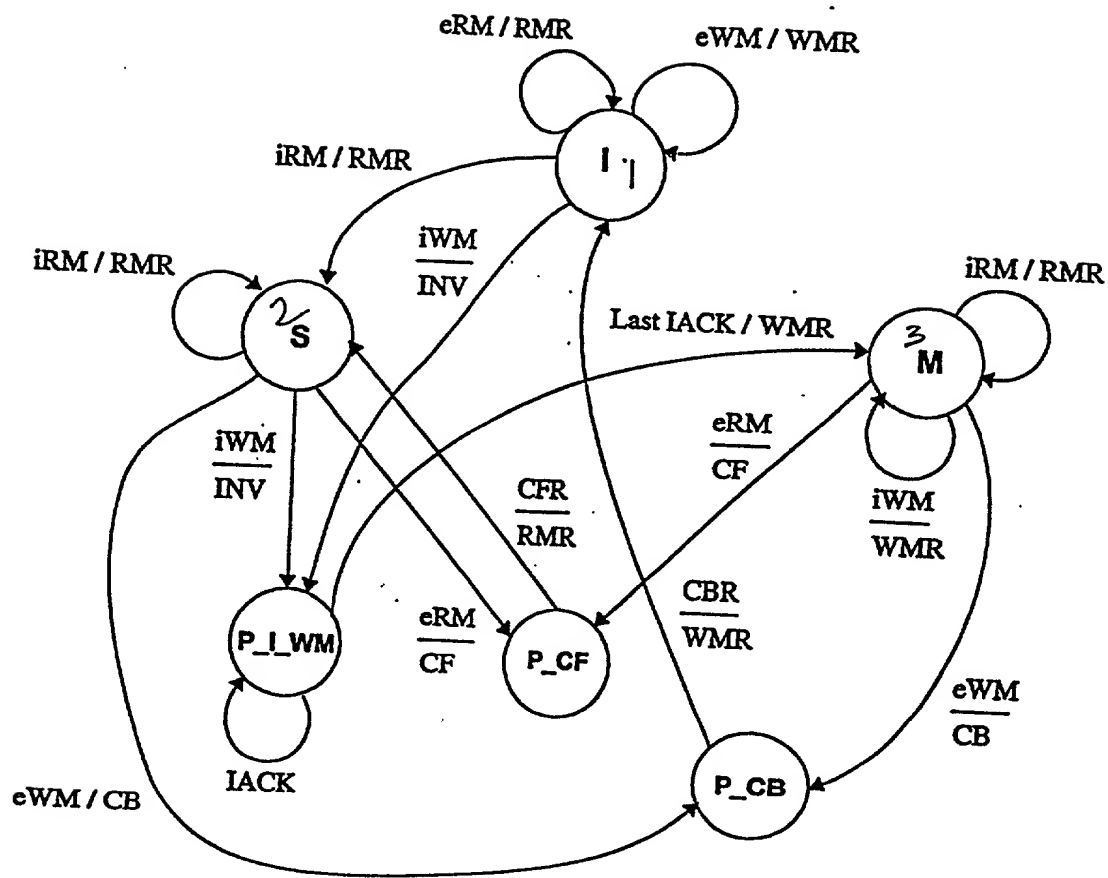 eRM / RMR
eWM / WMR
I 1
iRM / RMR
iWM
INV
iRM / RMR
2 S
Last IACK / WMR
iRM / RMR
3 M
iWM
INV
eRM
CF
CFR
RMR
iWM
WMR
P_I_WM
eRM
CF
P_CF
CBR
WMR
eWM
CB
IACK
P_CB
eWM / CB